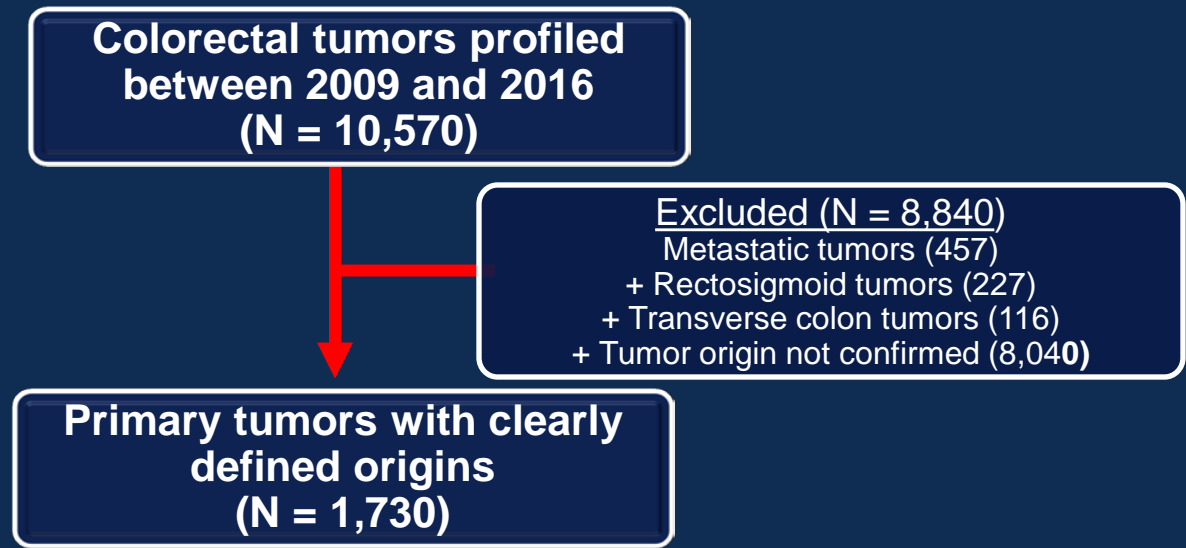 Colorectal tumors profiled
between 2009 and 2016
(N = 10,570)
Excluded (N = 8,840)
Metastatic tumors (457)
+ Rectosigmoid tumors (227)
+ Transverse colon tumors (116)
+ Tumor origin not confirmed (8,040)
Primary tumors with clearly
defined origins
(N = 1,730)